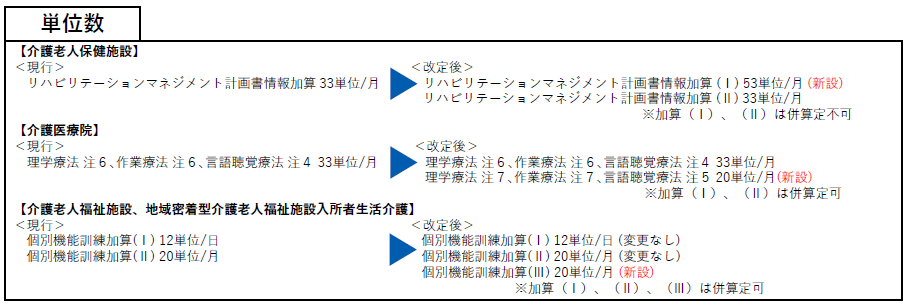 単位数
【介護老人保健施設】
＜現行＞
リハビリテーションマネジメント計画書情報加算 33単位/月
＜改定後＞
リハビリテーションマネジメント計画書情報加算 (Ⅰ) 53単位/月 (新設)
リハビリテーションマネジメント計画書情報加算 (Ⅱ) 33単位/月
※加算（Ⅰ）、（Ⅱ）は併算定不可
【介護医療院】
＜現行＞
理学療法 注６、作業療法 注６、言語聴覚療法 注４ 33単位/月
＜改定後＞
理学療法 注６、作業療法 注６、言語聴覚療法 注４ 33単位/月
理学療法 注７、作業療法 注７、言語聴覚療法 注５ 20単位/月(新設)
※加算（Ⅰ）、（Ⅱ）は併算定可
【介護老人福祉施設、地域密着型介護老人福祉施設入所者生活介護】
＜現行＞
個別機能訓練加算(Ⅰ) 12単位/日
個別機能訓練加算(Ⅱ) 20単位/月
＜改定後＞
個別機能訓練加算(Ⅰ) 12単位/日 (変更なし)
個別機能訓練加算(Ⅱ) 20単位/月 (変更なし)
個別機能訓練加算(Ⅲ) 20単位/月 (新設)
※加算（Ⅰ）、（Ⅱ）、（Ⅲ）は併算定可